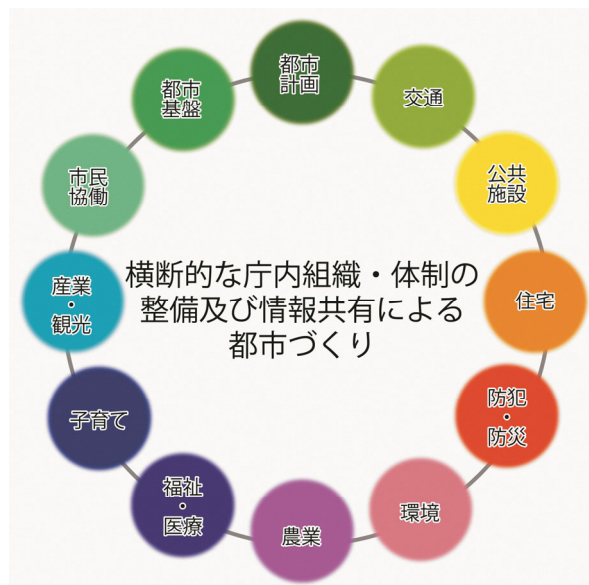 都市
計画
交通
公共
施設
住宅
防犯
・
防災
環境
農業
福祉
・
医療
子育て
産業
・
観光
市民
協働
都市
基盤
横断的な庁内組織・体制の
整備及び情報共有による
都市づくり